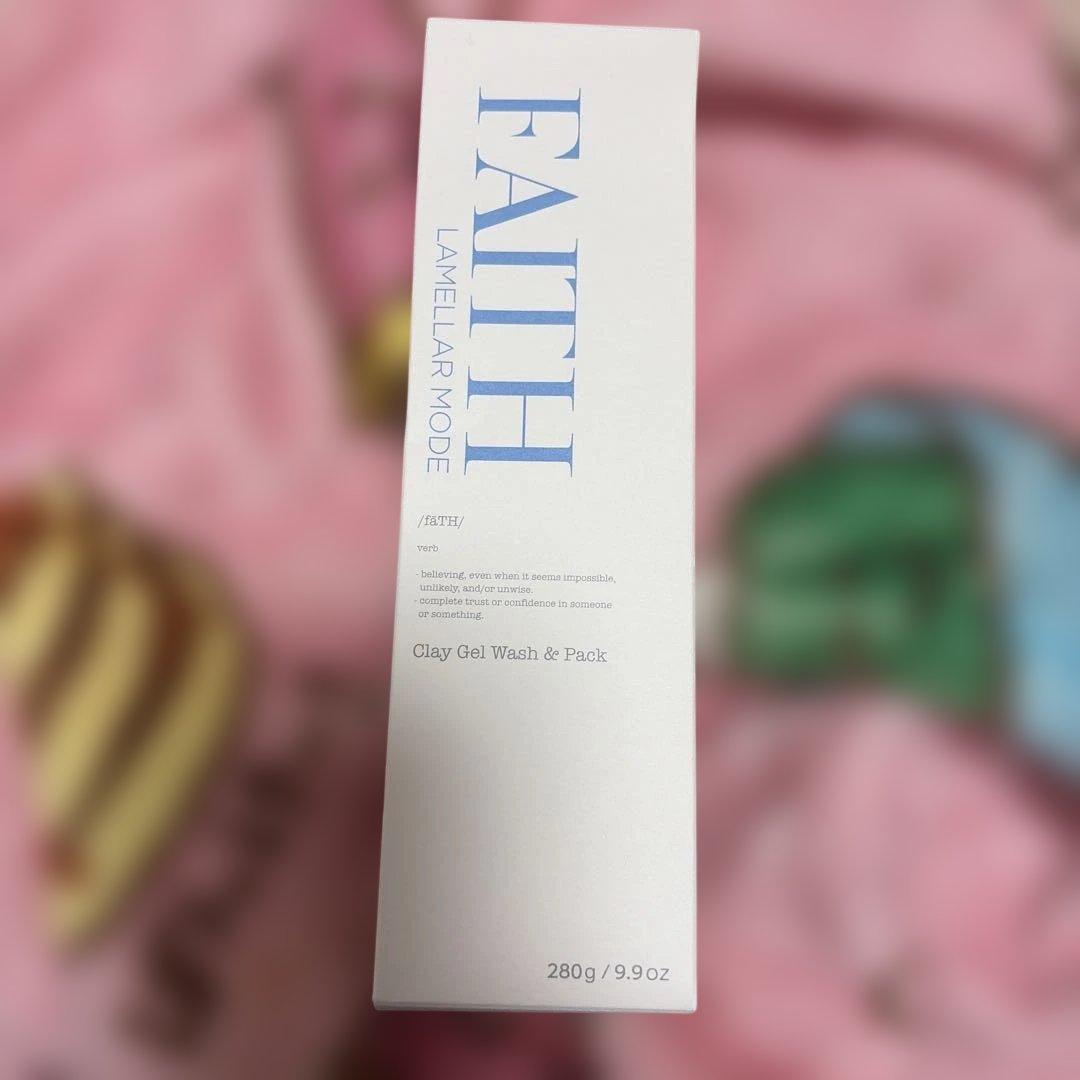 FAITH
LAMELLAR MODE
/fāTH/
verb
- believing, even when it seems impossible,
unlikely, and/or unwise.
- complete trust or confidence in someone
or something.
Clay Gel Wash & Pack
280g / 9.9oz